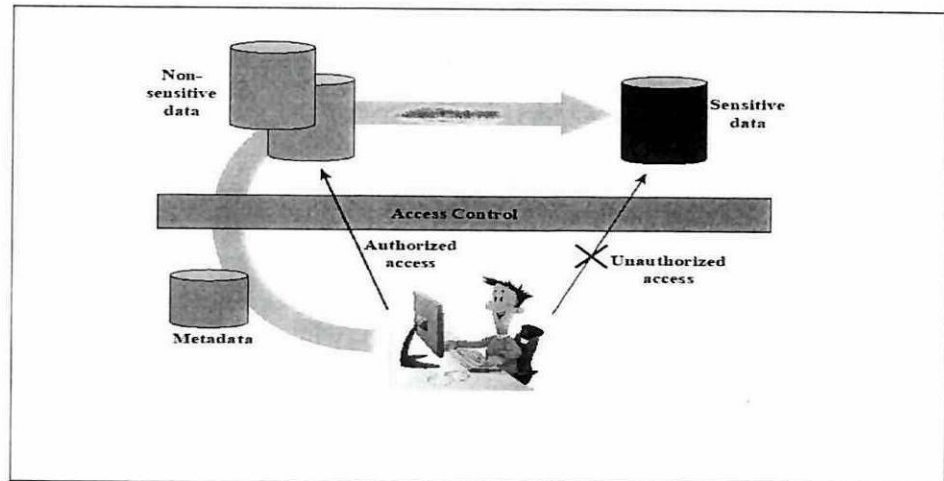 Non-
sensitive
data
Sensitive
data
Access Control
Authorized
access
Unauthorized
access
Metadata